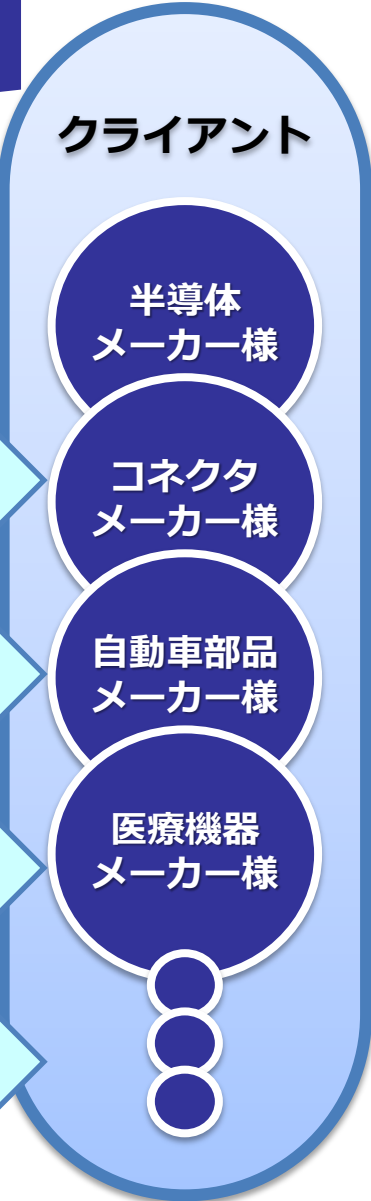 クライアント
半導体
メーカー様
コネクタ
メーカー様
自動車部品
メーカー様
医療機器
メーカー様